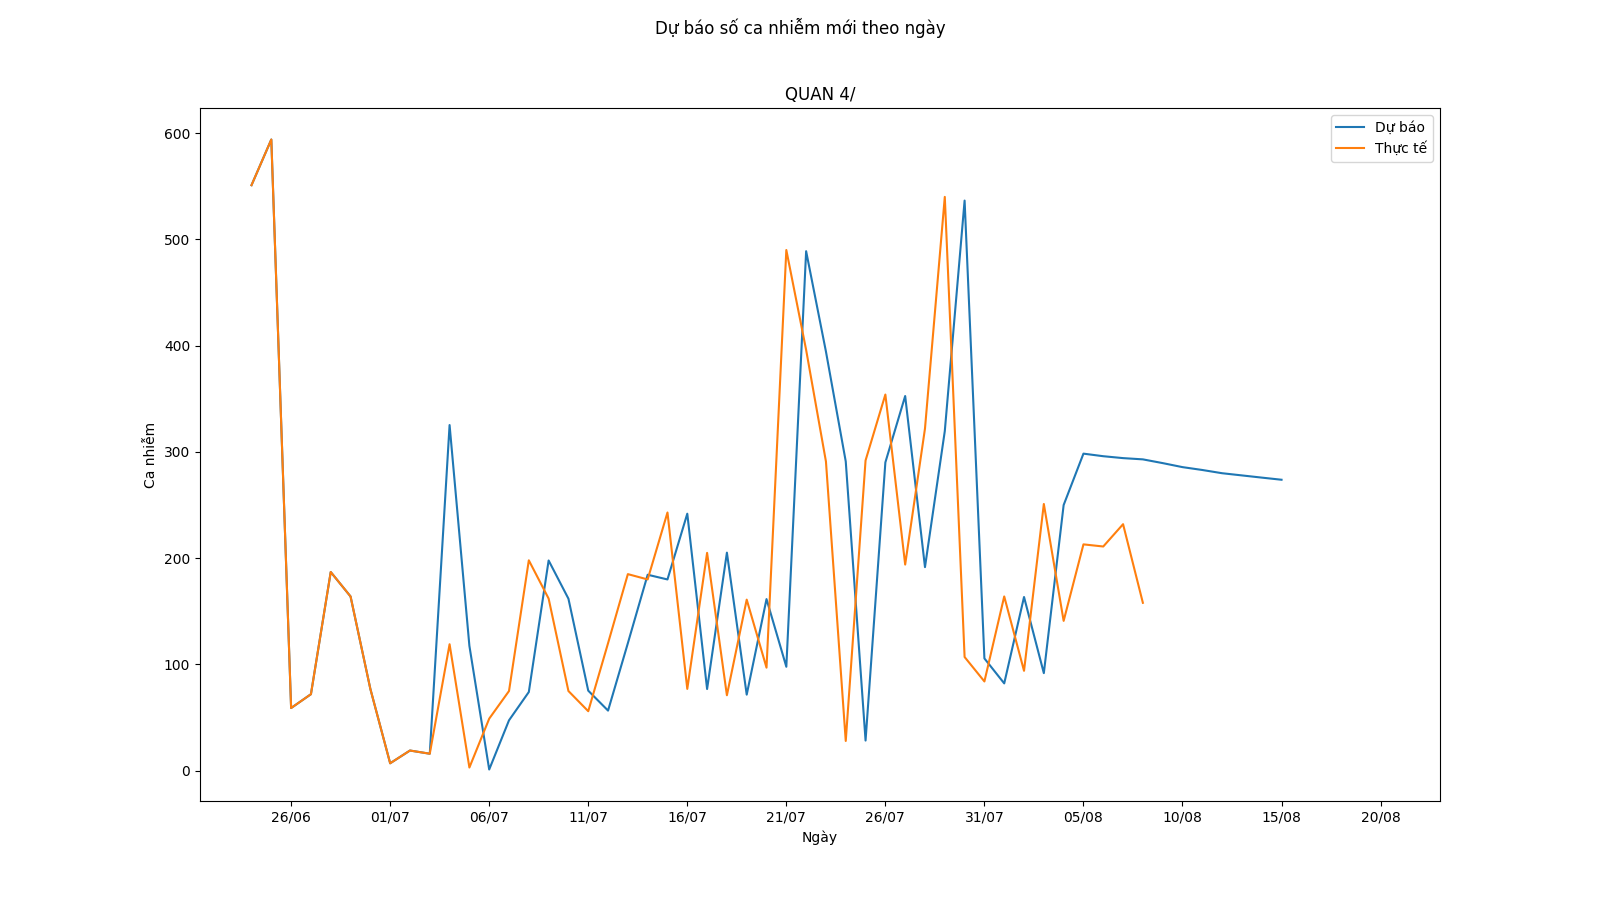 Dự báo số ca nhiễm mới theo ngày
QUAN 4/
Dự báo
Thực tế
600
500
400
300
200
100
0
Ca nhiễm
26/06 01/07 06/07 11/07 16/07 21/07 26/07 31/07 05/08 10/08 15/08 20/08
Ngày